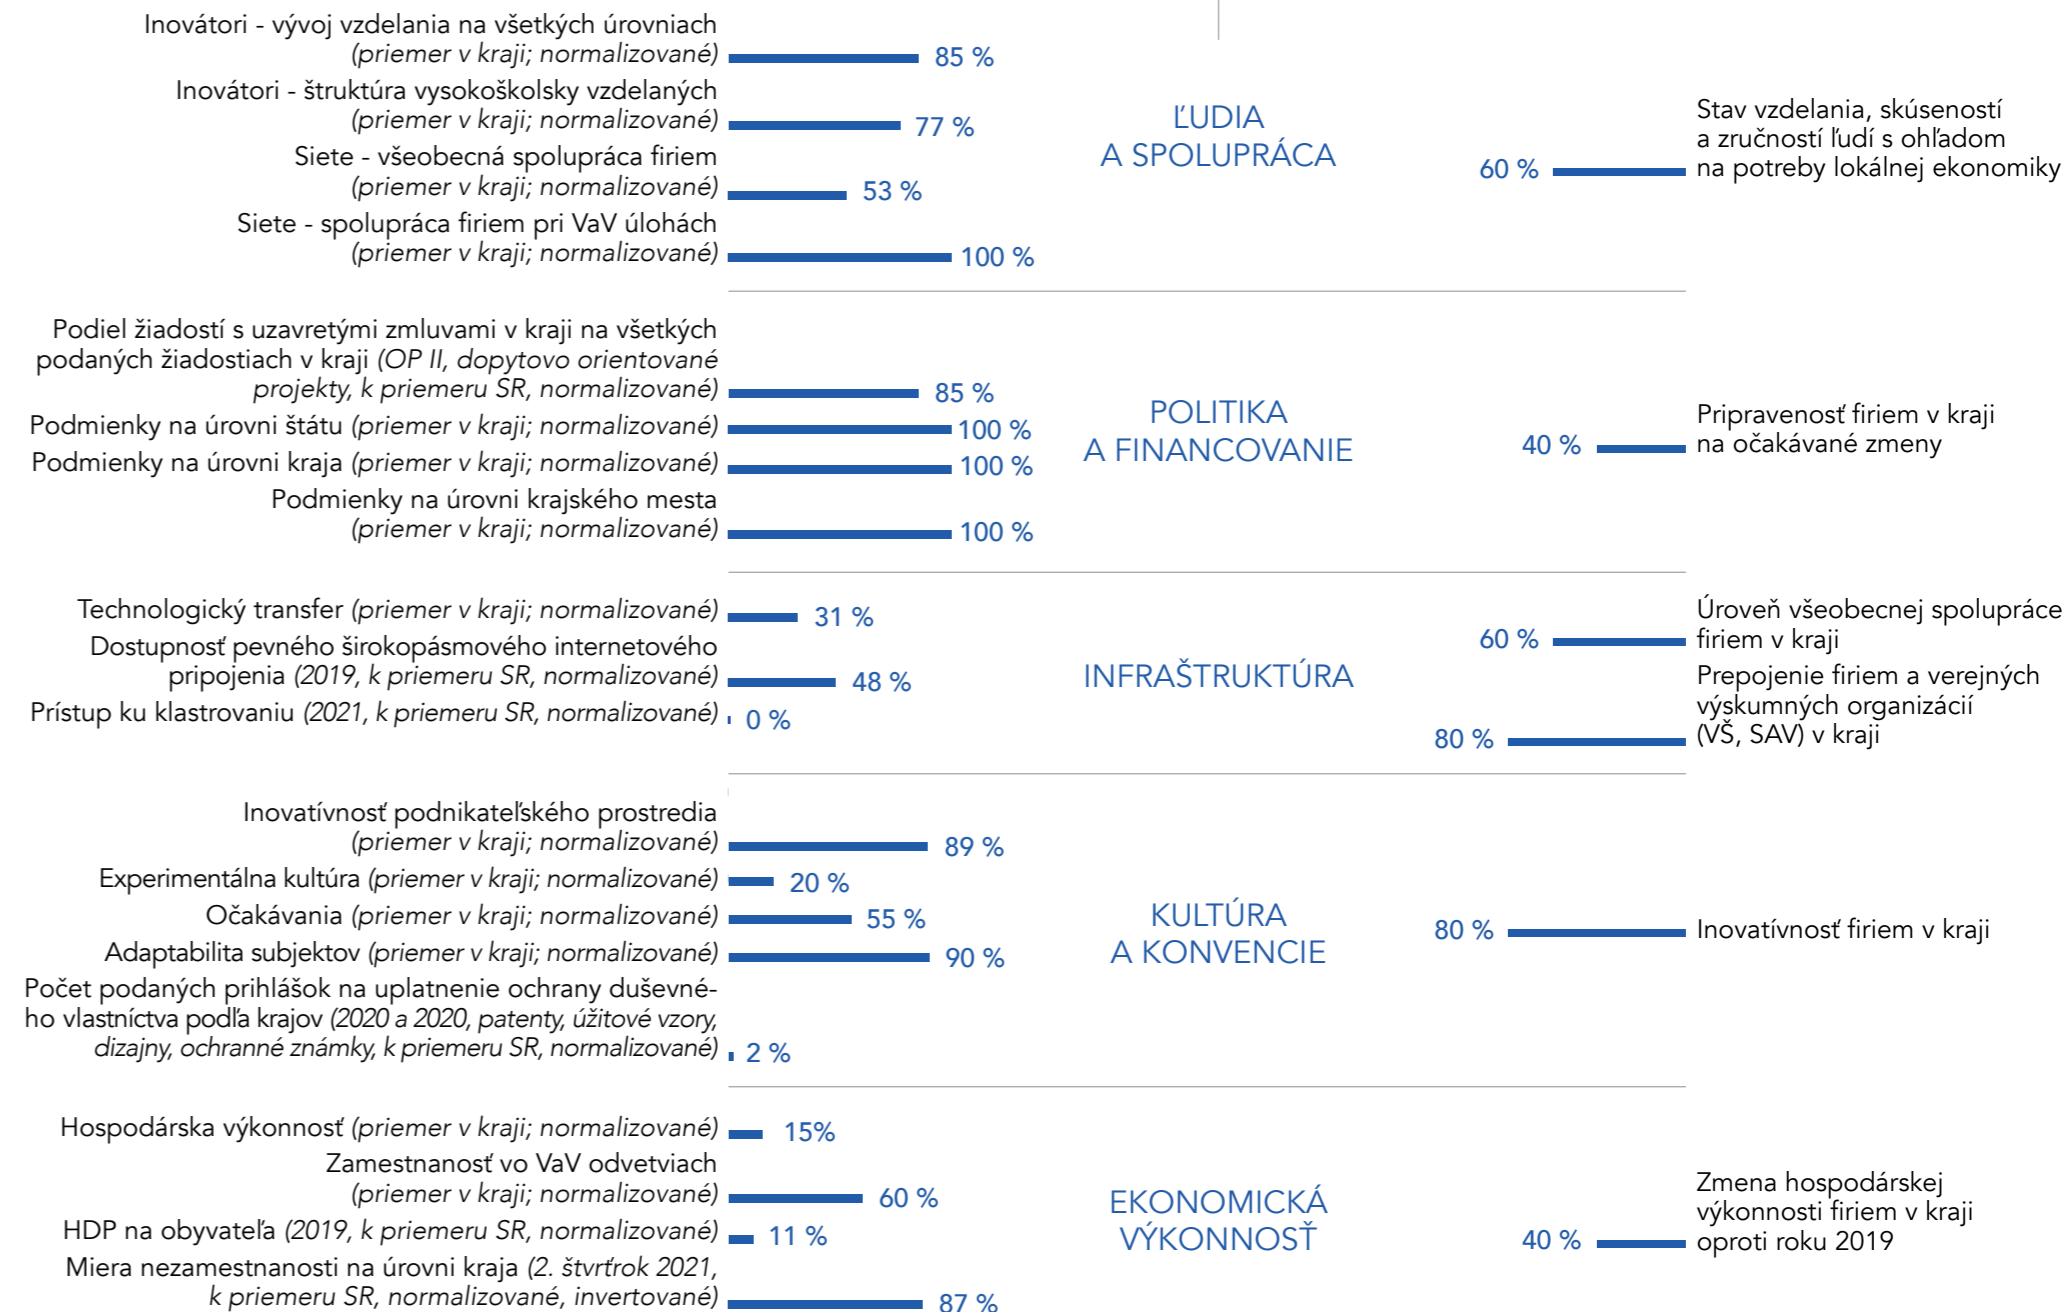 Inovátori - vývoj vzdelania na všetkých úrovniach
(priemer v kraji; normalizované) 85 %
Inovátori - štruktúra vysokoškolsky vzdelaných
(priemer v kraji; normalizované) 77 %
Siete - všeobecná spolupráca firiem
(priemer v kraji; normalizované) 53 %
Siete - spolupráca firiem pri VaV úlohách
(priemer v kraji; normalizované) 100 %
ĽUDIA
A SPOLUPRÁCA
60 %
Stav vzdelania, skúseností
a zručností ľudí s ohľadom
na potreby lokálnej ekonomiky
Podiel žiadostí s uzavretými zmluvami v kraji na všetkých
podaných žiadostiach v kraji (OP II, dopytovo orientované
projekty, k priemeru SR, normalizované) 85 %
Podmienky na úrovni štátu (priemer v kraji; normalizované) 100 %
Podmienky na úrovni kraja (priemer v kraji; normalizované) 100 %
Podmienky na úrovni krajského mesta
(priemer v kraji; normalizované) 100 %
POLITIKA
A FINANCOVANIE
40 %
Pripravenosť firiem v kraji
na očakávané zmeny
Technologický transfer (priemer v kraji; normalizované) 31 %
Dostupnosť pevného širokopásmového internetového
pripojenia (2019, k priemeru SR, normalizované) 48 %
Prístup ku klastrovaniu (2021, k priemeru SR, normalizované) 0 %
INFRAŠTRUKTÚRA
60 %
Úroveň všeobecnej spolupráce
firiem v kraji
80 %
Prepojenie firiem a verejných
výskumných organizácií
(VŠ, SAV) v kraji
Inovatívnosť podnikateľského prostredia
(priemer v kraji; normalizované) 89 %
Experimentálna kultúra (priemer v kraji; normalizované) 20 %
Očakávania (priemer v kraji; normalizované) 55 %
Adaptabilita subjektov (priemer v kraji; normalizované) 90 %
Počet podaných prihlášok na uplatnenie ochrany duševné-
ho vlastníctva podľa krajov (2020 a 2020, patenty, úžitové vzory,
dizajny, ochranné známky, k priemeru SR, normalizované) 2 %
KULTÚRA
A KONVENCIE
80 %
Inovatívnosť firiem v kraji
Hospodárska výkonnosť (priemer v kraji; normalizované) 15%
Zamestnanosť vo VaV odvetviach
(priemer v kraji; normalizované) 60 %
HDP na obyvateľa (2019, k priemeru SR, normalizované) 11 %
Miera nezamestnanosti na úrovni kraja (2. štvrťrok 2021,
k priemeru SR, normalizované, invertované) 87 %
EKONOMICKÁ
VÝKONNOSŤ
40 %
Zmena hospodárskej
výkonnosti firiem v kraji
oproti roku 2019